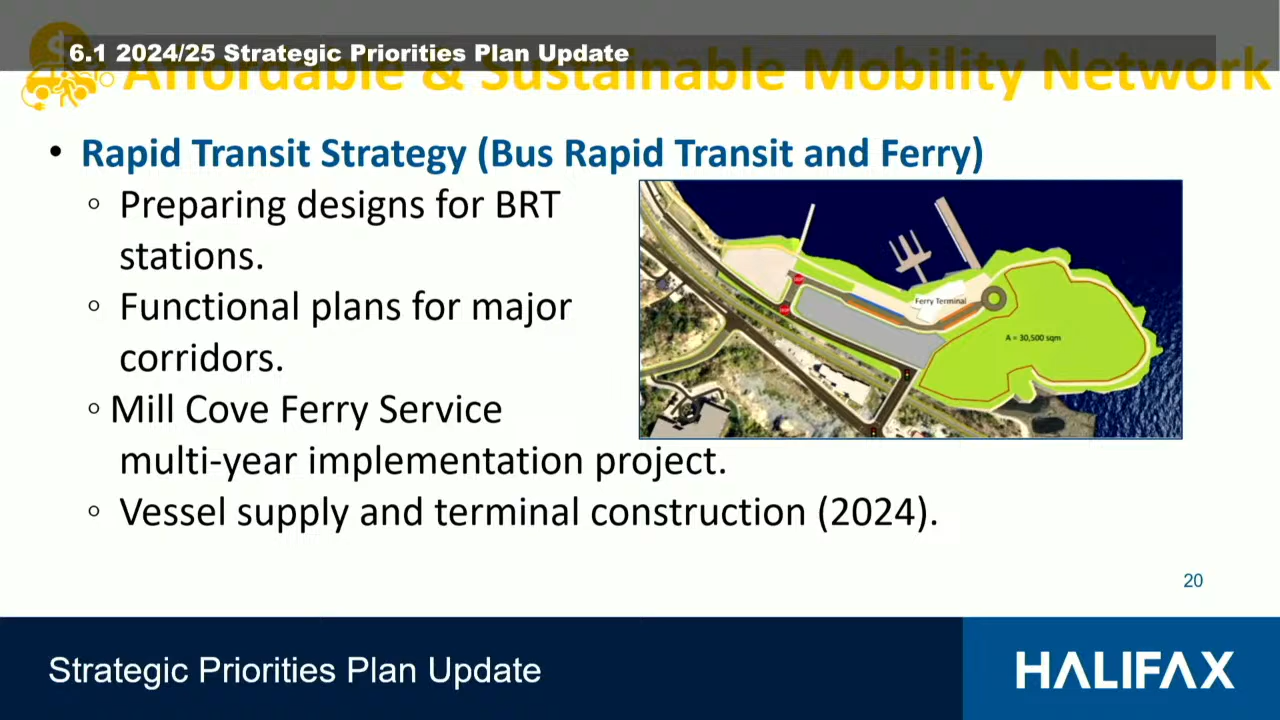 6.1 2024/25 Strategic Priorities Plan Update
Affordable & Sustainable Mobility Network
• Rapid Transit Strategy (Bus Rapid Transit and Ferry)
◦ Preparing designs for BRT
stations.
◦ Functional plans for major
corridors.
◦ Mill Cove Ferry Service
multi-year implementation project.
◦ Vessel supply and terminal construction (2024).
Ferry Terminal
A = 30,500 sqm
20
Strategic Priorities Plan Update
HALIFAX